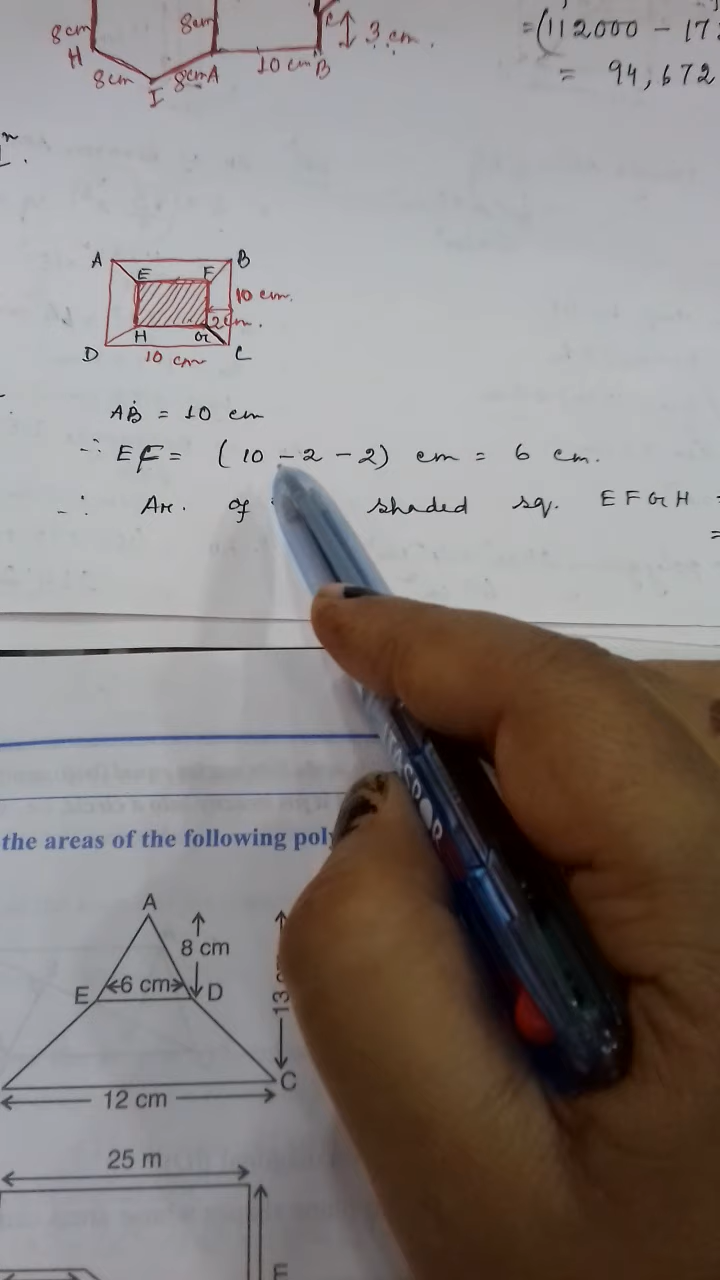 8cm
8cm
C
3 cm.
=(112000 - 17
H
8cm
8cm A
10 cm B
= 94,672
I
A
B
E
F
10 cm.
2cm.
H
G
D
10 cm
C
AB = 10 cm
∴ EF = (10 - 2 - 2) cm = 6 cm.
∴ Ar. of shaded sq. EFGH =
=
the areas of the following poly
A
8 cm
E
6 cm
D
13
C
12 cm
25 m